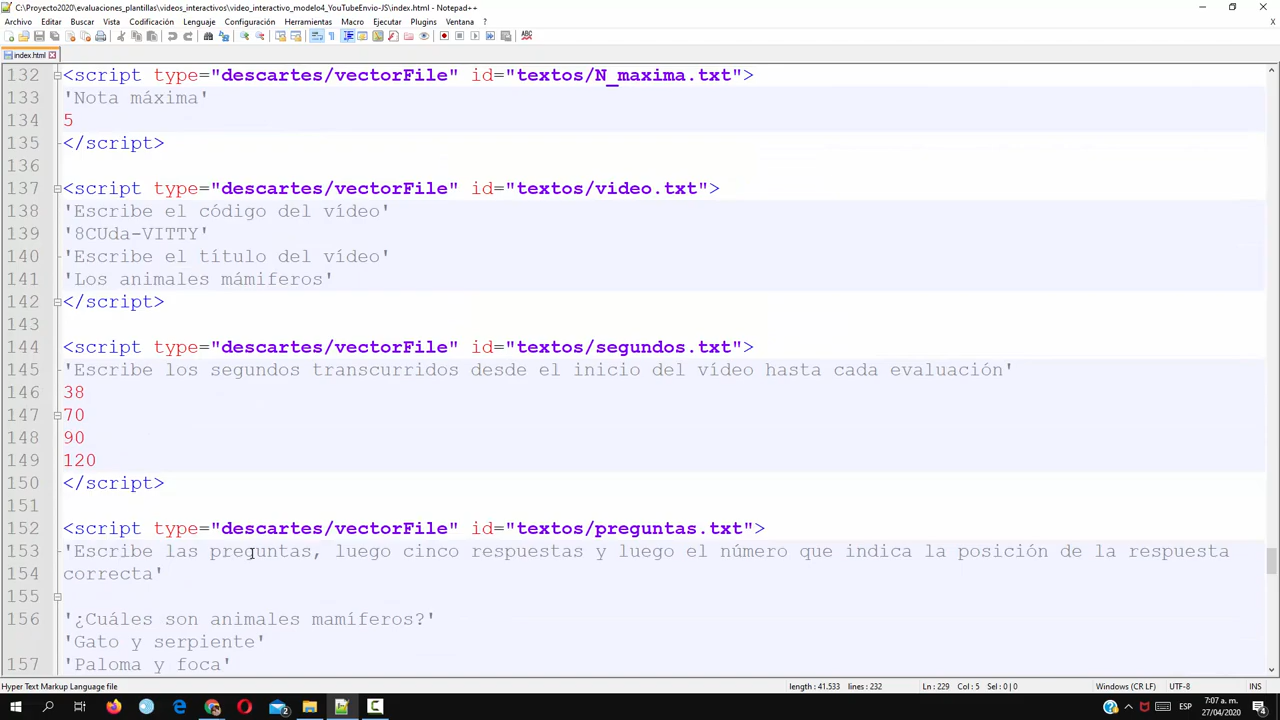 C:\Proyecto2020\evaluaciones_plantillas\videos_interactivos\video_interactivo_modelo4_YouTubeEnvio-JS\index.html - Notepad++
Archivo Editar Buscar Vista Codificación Lenguaje Configuración Herramientas Macro Ejecutar Plugins Ventana ?
index.html
132 <script type="descartes/vectorFile" id="textos/N_maxima.txt">
133 'Nota máxima'
134 5
135 </script>
136
137 <script type="descartes/vectorFile" id="textos/video.txt">
138 'Escribe el código del vídeo'
139 '8CUda-VITTY'
140 'Escribe el título del vídeo'
141 'Los animales mámiferos'
142 </script>
143
144 <script type="descartes/vectorFile" id="textos/segundos.txt">
145 'Escribe los segundos transcurridos desde el inicio del vídeo hasta cada evaluación'
146 38
147 70
148 90
149 120
150 </script>
151
152 <script type="descartes/vectorFile" id="textos/preguntas.txt">
153 'Escribe las preguntas, luego cinco respuestas y luego el número que indica la posición de la respuesta
154 correcta'
155
156 '¿Cuáles son animales mamíferos?'
'Gato y serpiente'
157 'Paloma y foca'
Hyper Text Markup Language file length : 41.533 lines : 232 Ln : 229 Col : 5 Sel : 0 | 0 Windows (CR LF) UTF-8 INS
ESP
7:07 a. m.
27/04/2020